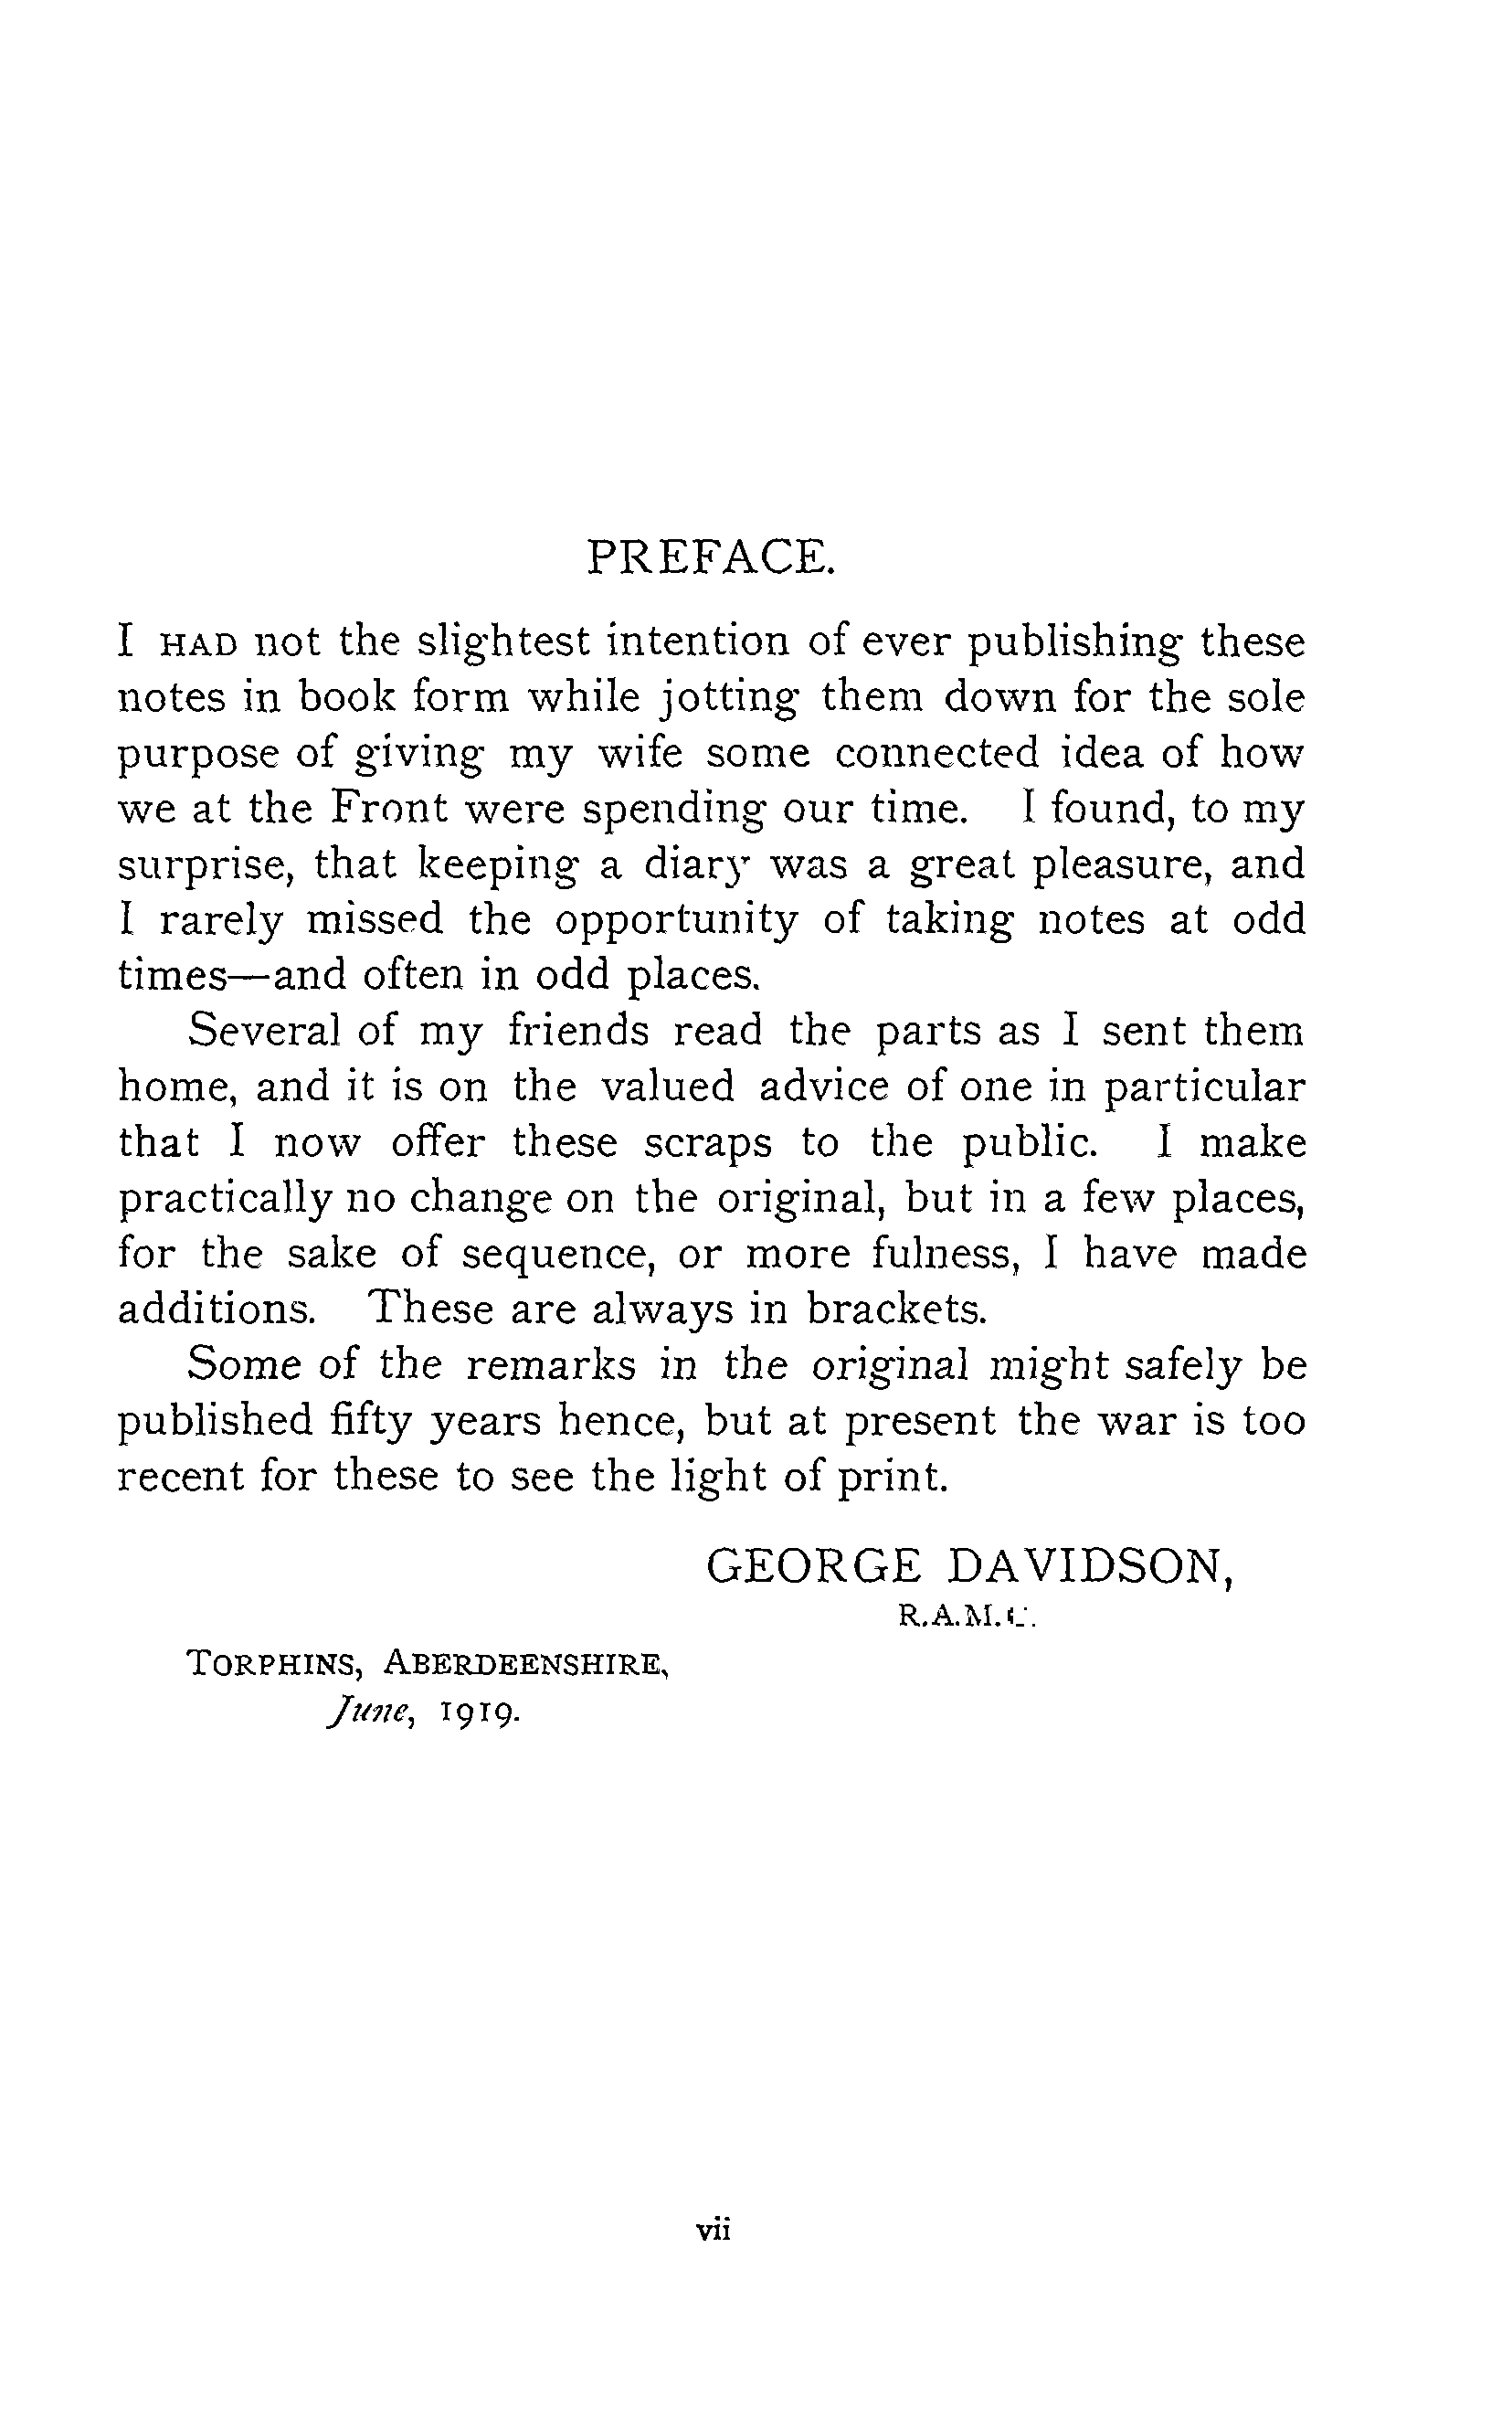 PREFACE.
I HAD not the slightest intention of ever publishing these
notes in book form while jotting them down for the sole
purpose of giving my wife some connected idea of how
we at the Front were spending our time. I found, to my
surprise, that keeping a diary was a great pleasure, and
I rarely missed the opportunity of taking notes at odd
times—and often in odd places.
Several of my friends read the parts as I sent them
home, and it is on the valued advice of one in particular
that I now offer these scraps to the public. I make
practically no change on the original, but in a few places,
for the sake of sequence, or more fulness, I have made
additions. These are always in brackets.
Some of the remarks in the original might safely be
published fifty years hence, but at present the war is too
recent for these to see the light of print.
GEORGE DAVIDSON,
R.A.M.C.
TORPHINS, ABERDEENSHIRE,
June, 1919.
vii